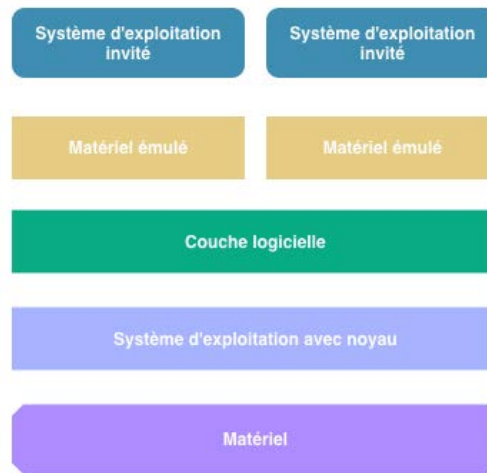 Système d'exploitation
invité
Système d'exploitation
invité
Matériel émulé
Matériel émulé
Couche logicielle
Système d'exploitation avec noyau
Matériel